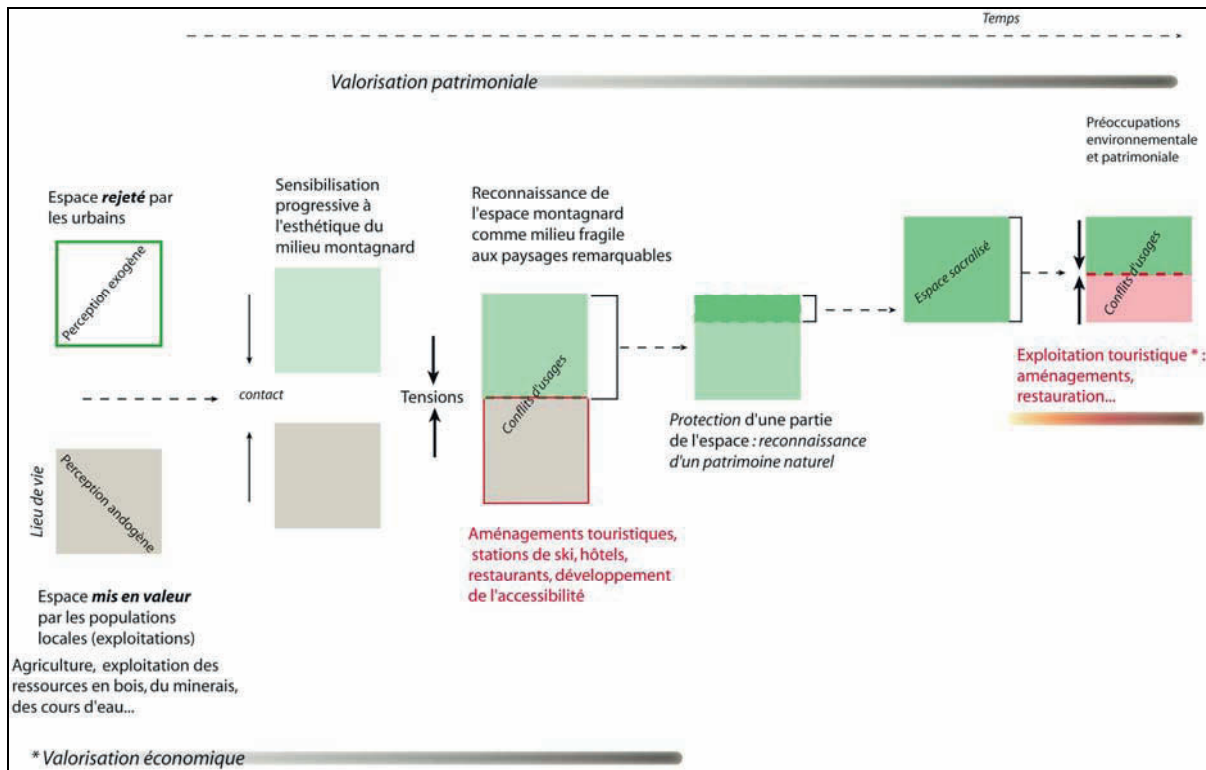 Temps
Valorisation patrimoniale
Préoccupations
environnementale
et patrimoniale
Espace rejeté par
les urbains
Perception exogène
Sensibilisation
progressive à
l'esthétique du
milieu montagnard
Reconnaissance de
l'espace montagnard
comme milieu fragile
aux paysages remarquables
Espace sacralisé
Conflits d'usages
contact
Tensions
Conflits d'usages
Exploitation touristique * :
aménagements,
restauration...
Protection d'une partie
de l'espace : reconnaissance
d'un patrimoine naturel
Lieu de vie
Perception andogène
Aménagements touristiques,
stations de ski, hôtels,
restaurants, développement
de l'accessibilité
Espace mis en valeur
par les populations
locales (exploitations)
Agriculture, exploitation des
ressources en bois, du minerais,
des cours d'eau...
* Valorisation économique